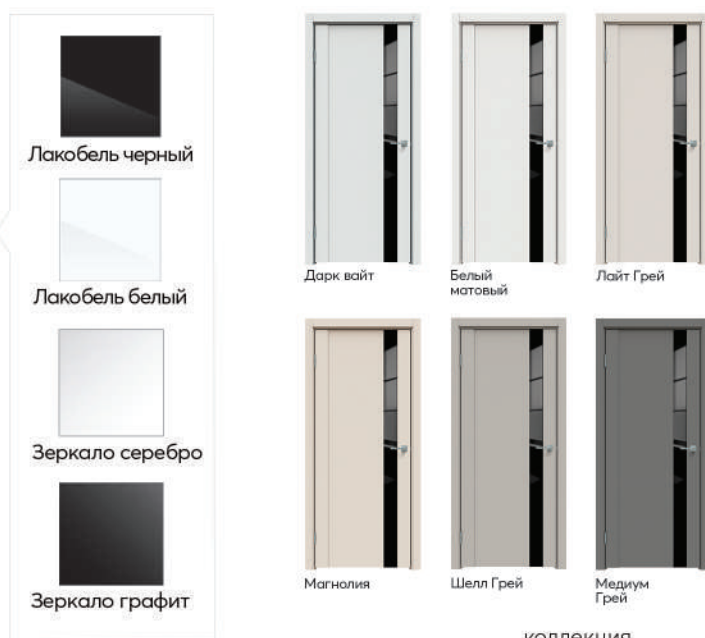 Лакобель черный
Лакобель белый
Зеркало серебро
Зеркало графит
Дарк вайт
Белый
матовый
Лайт Грей
Магнолия
Шелл Грей
Медиум
Грей
коллекция